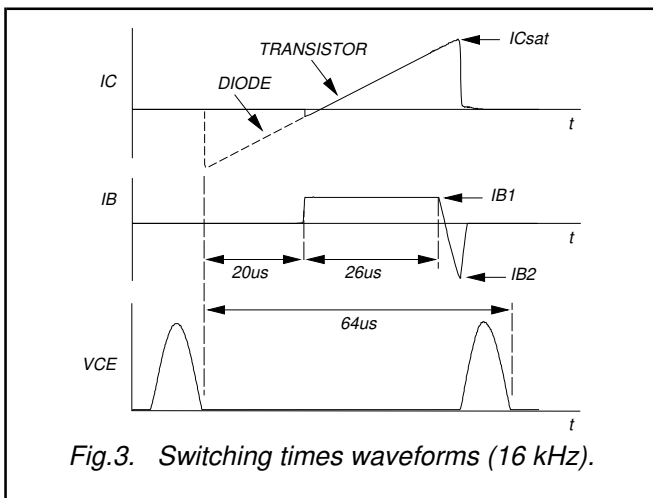 ICsat
TRANSISTOR
DIODE
IC
t
IB
IB1
t
20us
26us
IB2
64us
VCE
t
Fig.3. Switching times waveforms (16 kHz).